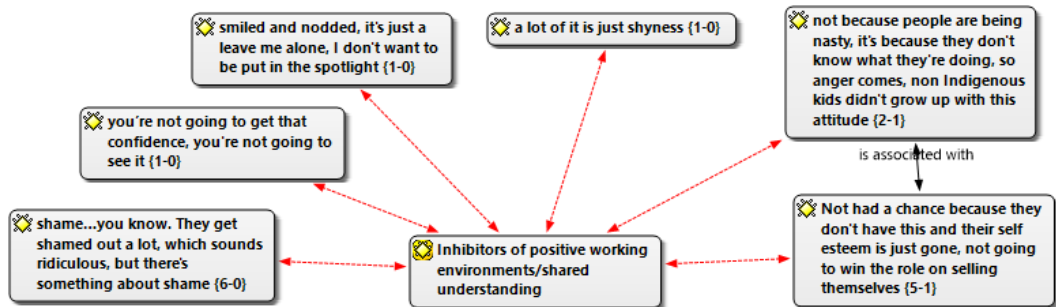 smiled and nodded, it's just a
leave me alone, I don't want to
be put in the spotlight {1-0}
a lot of it is just shyness {1-0}
not because people are being
nasty, it's because they don't
know what they're doing, so
anger comes, non Indigenous
kids didn't grow up with this
attitude {2-1}
you're not going to get that
confidence, you're not going to
see it {1-0}
is associated with
shame...you know. They get
shamed out a lot, which sounds
ridiculous, but there's
something about shame {6-0}
Inhibitors of positive working
environments/shared
understanding
Not had a chance because they
don't have this and their self
esteem is just gone, not going
to win the role on selling
themselves {5-1}